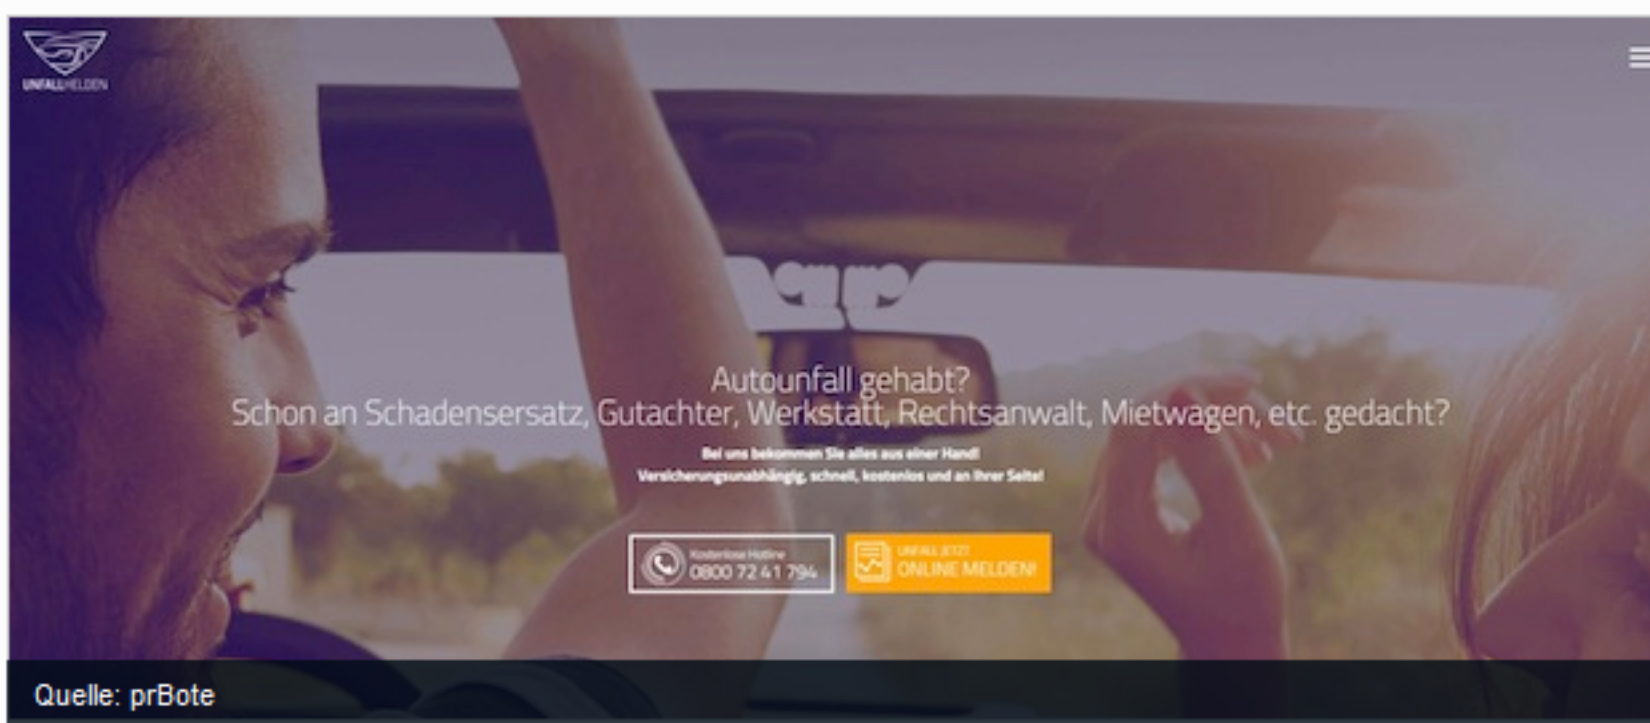 UNFALLHELDEN
Autounfall gehabt?
Schon an Schadensersatz, Gutachter, Werkstatt, Rechtsanwalt, Mietwagen, etc. gedacht?
Bei uns bekommen Sie alles aus einer Hand!
Versicherungsunabhängig, schnell, kostenlos und an Ihrer Seite!
Kostenlose Hotline
0800 72 41 794
UNFALL JETZT
ONLINE MELDEN!
Quelle: prBote